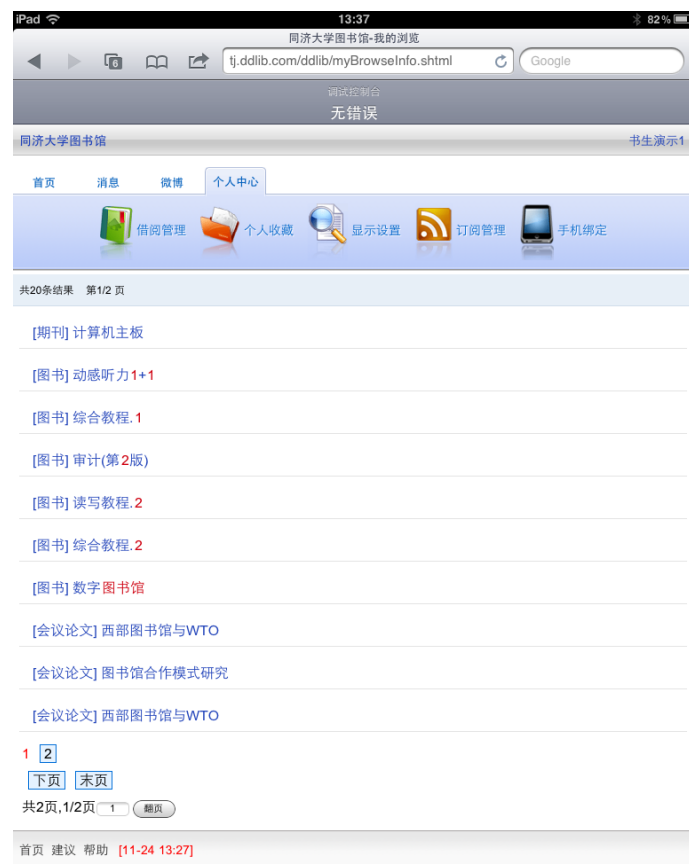 iPad 13:37 82%
同济大学图书馆-我的浏览
6 tj.ddlib.com/ddlib/myBrowseInfo.shtml Google
调试控制台
无错误
同济大学图书馆 书生演示1
首页 消息 微博 个人中心
借阅管理 个人收藏 显示设置 订阅管理 手机绑定
共20条结果 第1/2 页
[期刊] 计算机主板
[图书] 动感听力1+1
[图书] 综合教程.1
[图书] 审计(第2版)
[图书] 读写教程.2
[图书] 综合教程.2
[图书] 数字图书馆
[会议论文] 西部图书馆与WTO
[会议论文] 图书馆合作模式研究
[会议论文] 西部图书馆与WTO
1 2
下页 末页
共2页,1/2页 1 翻页
首页 建议 帮助 [11-24 13:27]